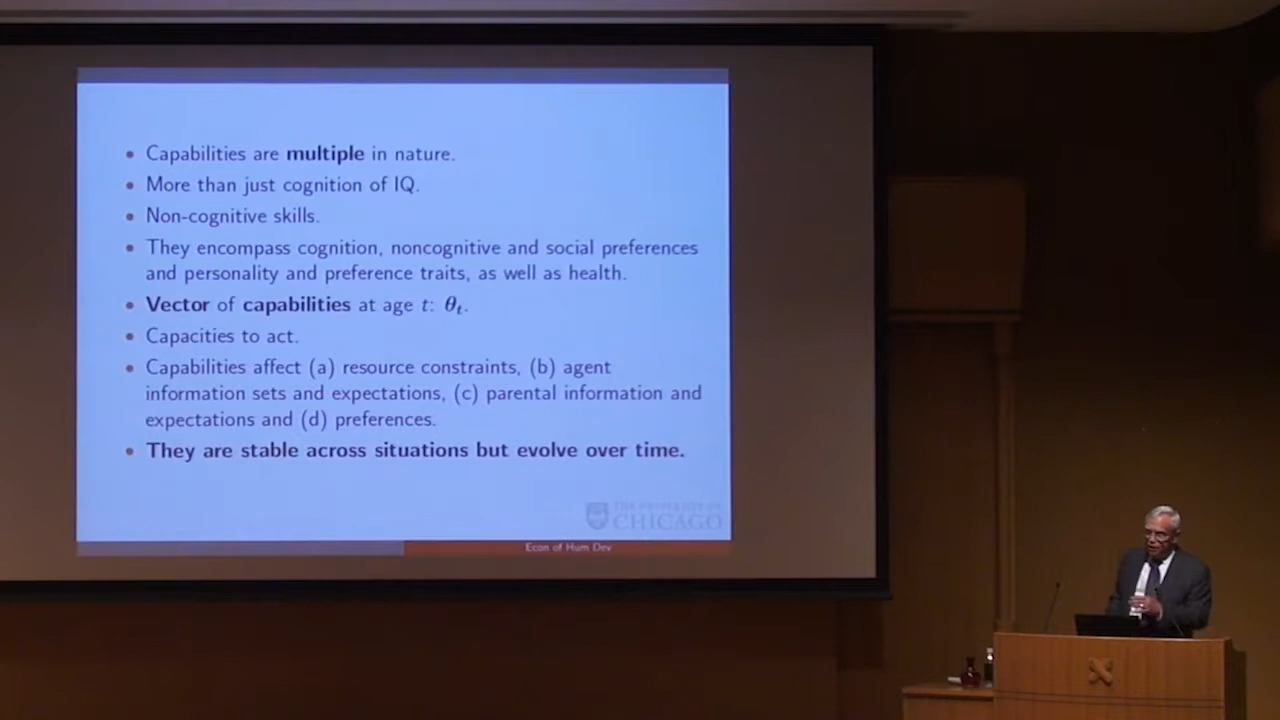 Capabilities are multiple in nature.
More than just cognition of IQ.
Non-cognitive skills.
They encompass cognition, noncognitive and social preferences
and personality and preference traits, as well as health.
Vector of capabilities at age t: θt.
Capacities to act.
Capabilities affect (a) resource constraints, (b) agent
information sets and expectations, (c) parental information and
expectations and (d) preferences.
They are stable across situations but evolve over time.
THE UNIVERSITY OF
CHICAGO
Econ of Hum Dev